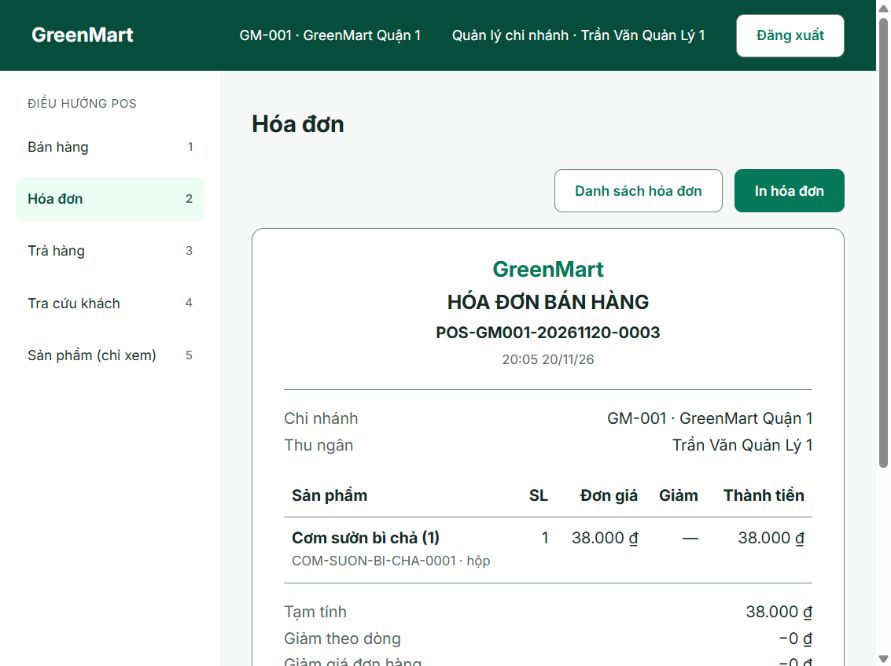 GreenMart
GM-001 · GreenMart Quận 1
Quản lý chi nhánh · Trần Văn Quản Lý 1
Đăng xuất
ĐIỀU HƯỚNG POS
Bán hàng 1
Hóa đơn 2
Trả hàng 3
Tra cứu khách 4
Sản phẩm (chỉ xem) 5
Hóa đơn
Danh sách hóa đơn
In hóa đơn
GreenMart
HÓA ĐƠN BÁN HÀNG
POS-GM001-20261120-0003
20:05 20/11/26
Chi nhánh GM-001 · GreenMart Quận 1
Thu ngân Trần Văn Quản Lý 1
Sản phẩm SL Đơn giá Giảm Thành tiền
Cơm sườn bì chả (1) 1 38.000 ₫ — 38.000 ₫
COM-SUON-BI-CHA-0001 · hộp
Tạm tính 38.000 ₫
Giảm theo dòng −0 ₫
Giảm giá đơn hàng −0 ₫